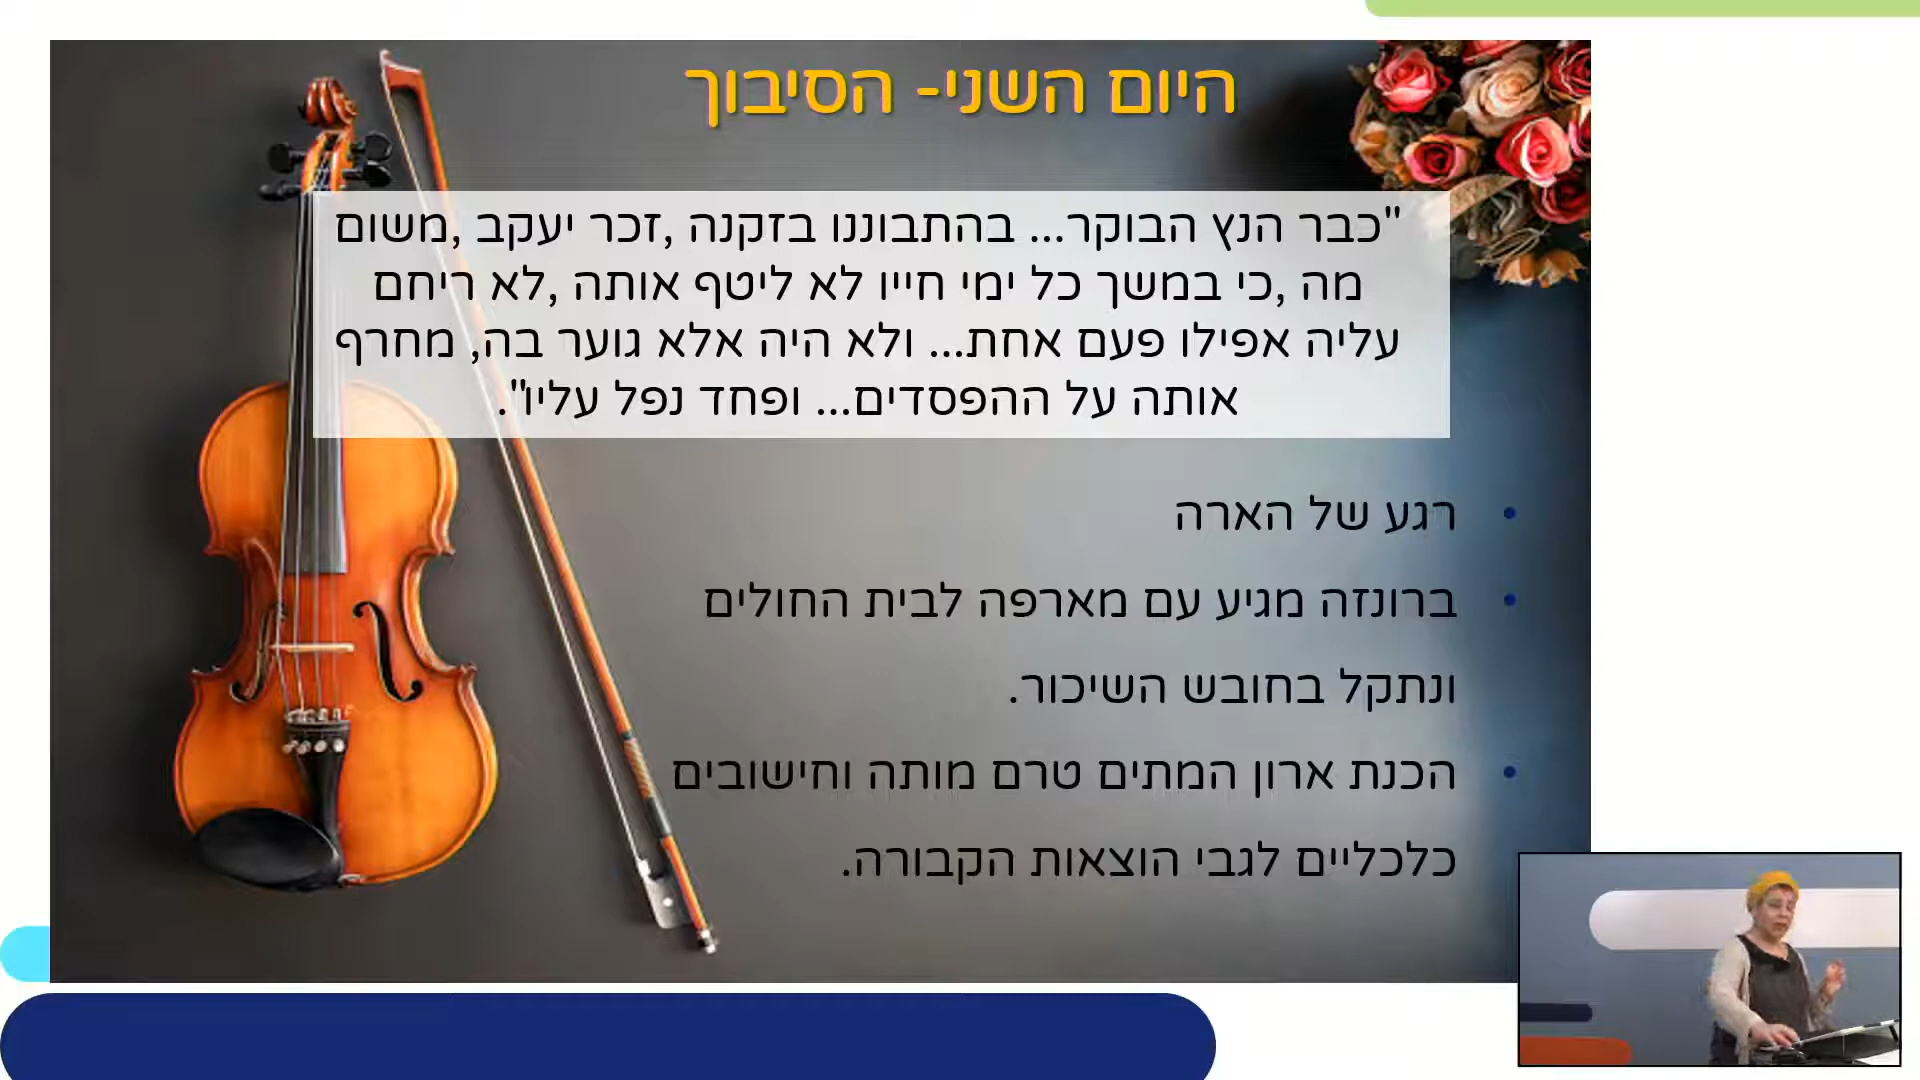 היום השני- הסיבוך
"כבר הנץ הבוקר... בהתבוננו בזקנה ,זכר יעקב ,משום
מה ,כי במשך כל ימי חייו לא ליטף אותה ,לא ריחם
עליה אפילו פעם אחת... ולא היה אלא גוער בה, מחרף
אותה על ההפסדים... ופחד נפל עליו".
• רגע של הארה
• ברונזה מגיע עם מארפה לבית החולים
ונתקל בחובש השיכור.
• הכנת ארון המתים טרם מותה וחישובים
כלכליים לגבי הוצאות הקבורה.